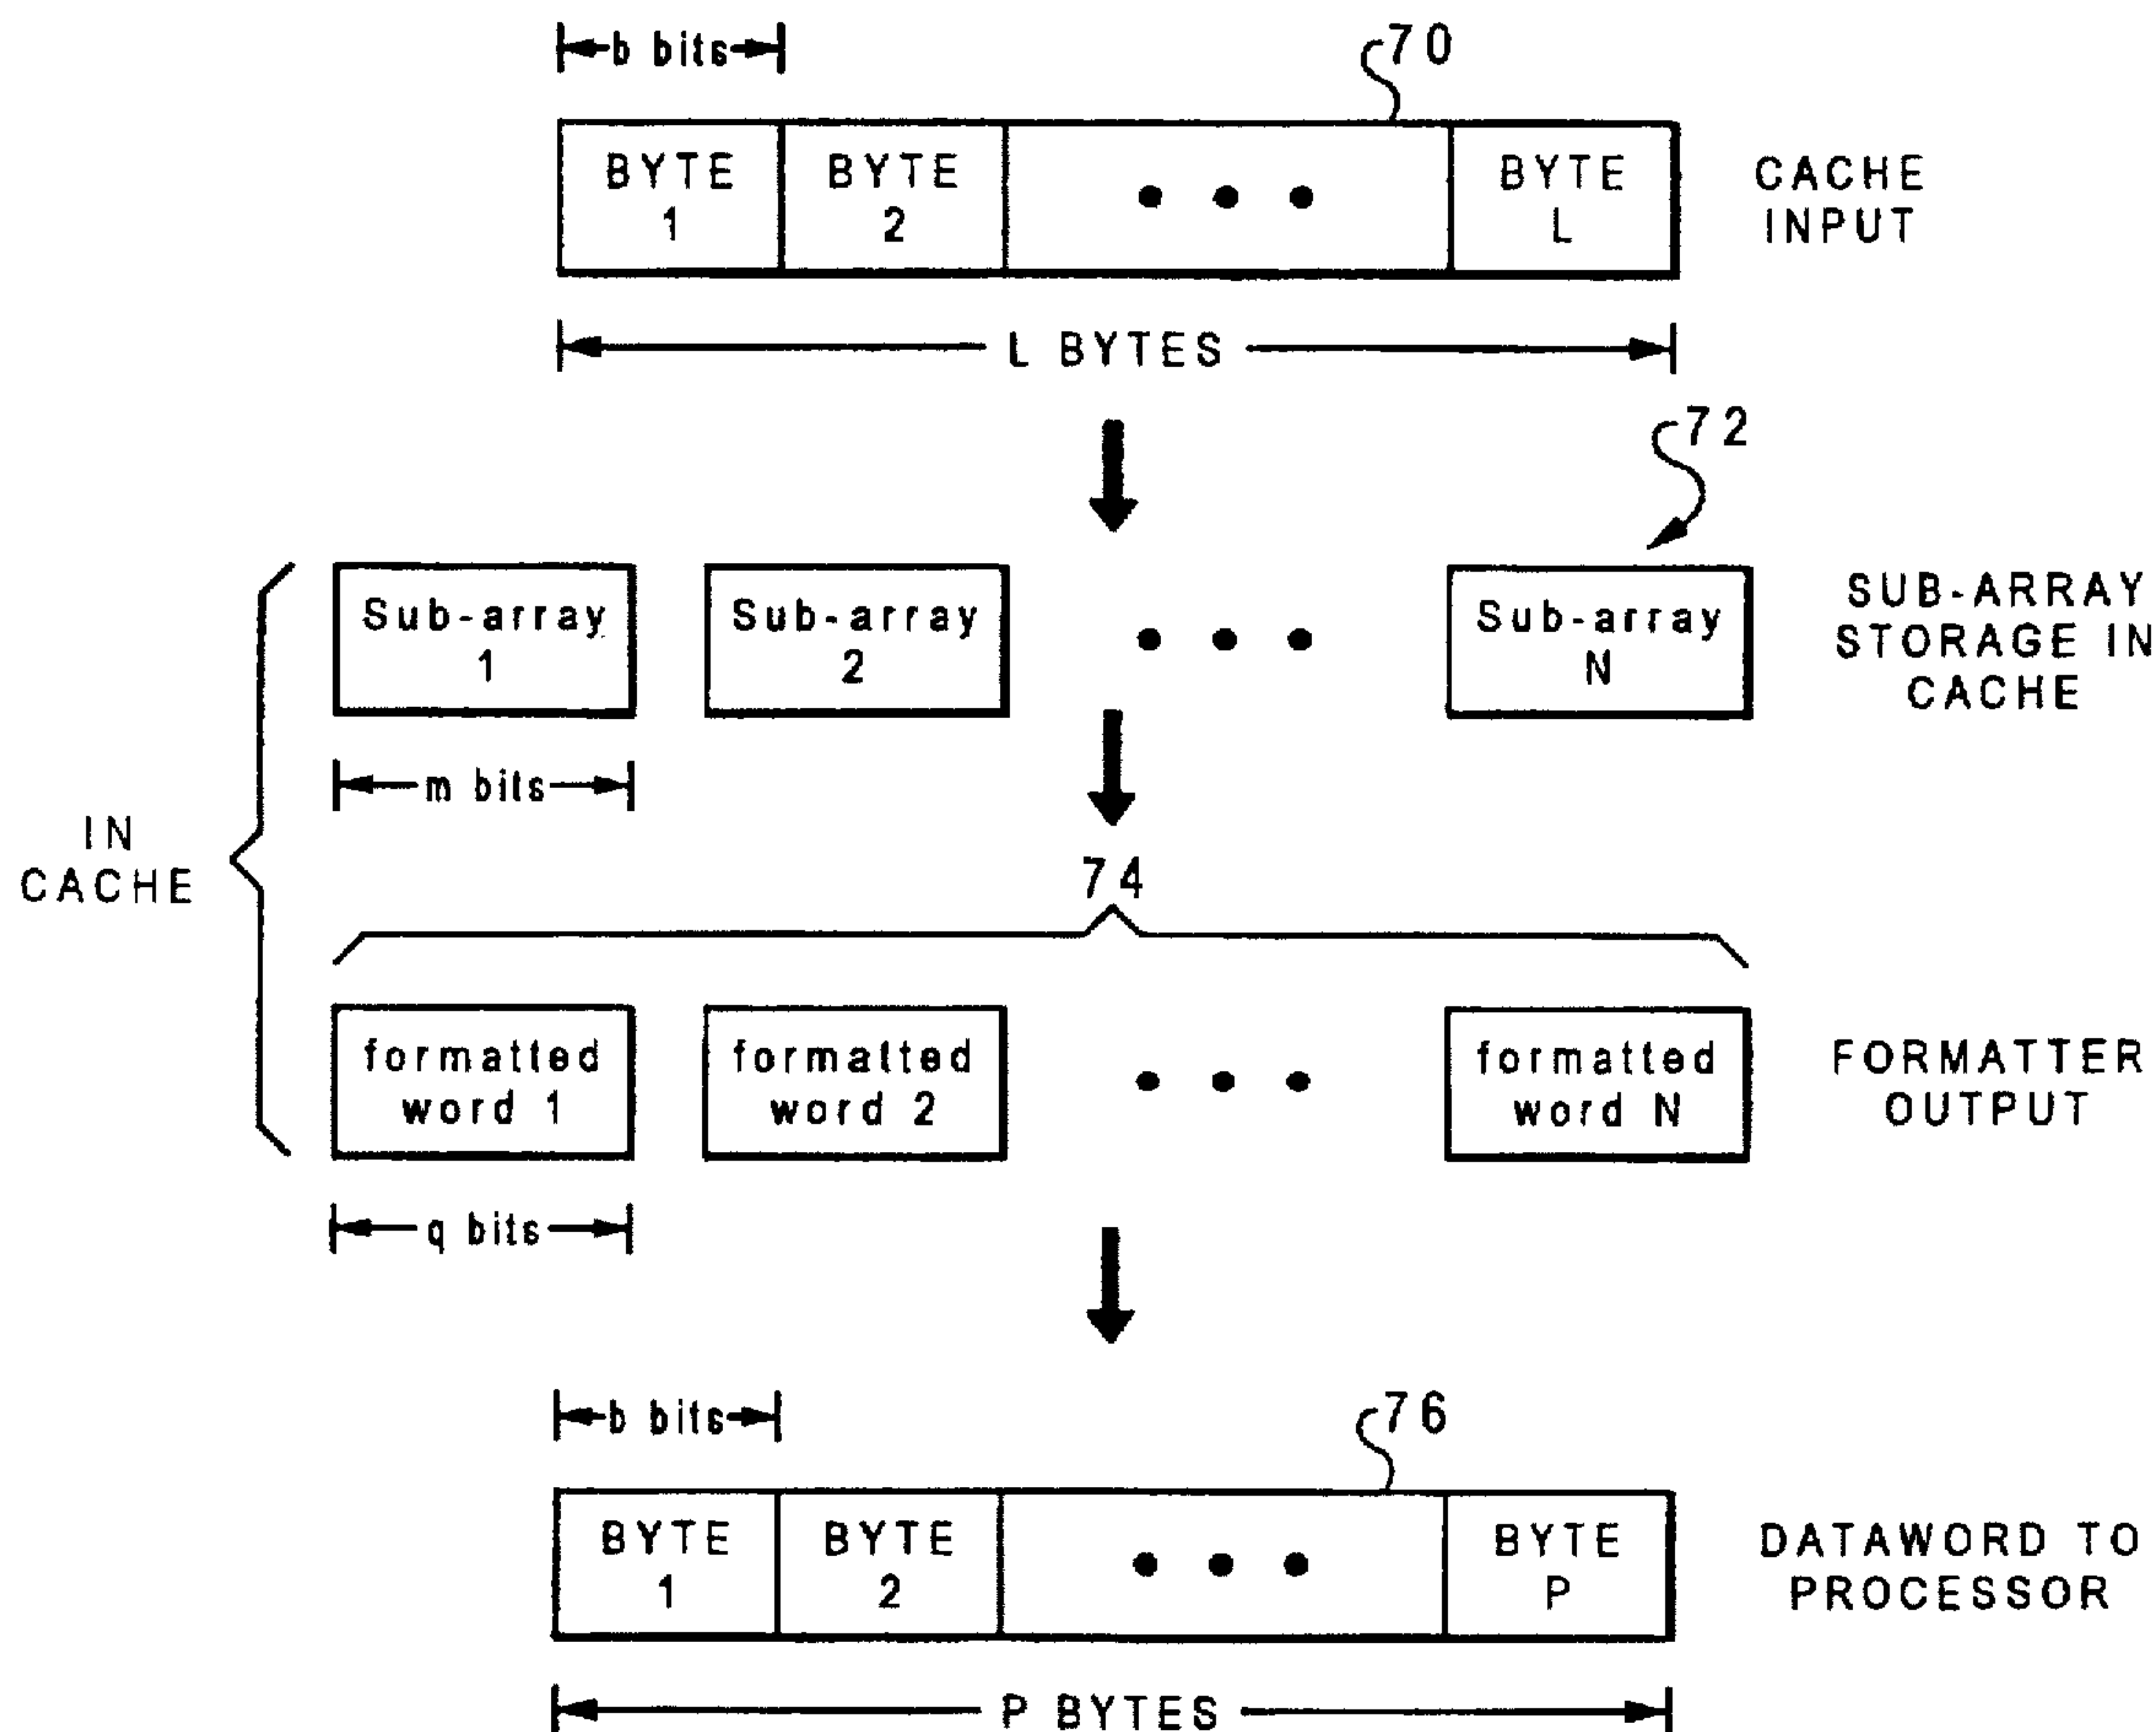 b bits
70
BYTE 1
BYTE 2
BYTE L
CACHE INPUT
L BYTES
72
Sub-array 1
Sub-array 2
Sub-array N
SUB-ARRAY STORAGE IN CACHE
m bits
IN CACHE
74
formatted word 1
formatted word 2
formatted word N
FORMATTER OUTPUT
q bits
b bits
76
BYTE 1
BYTE 2
BYTE P
DATAWORD TO PROCESSOR
P BYTES